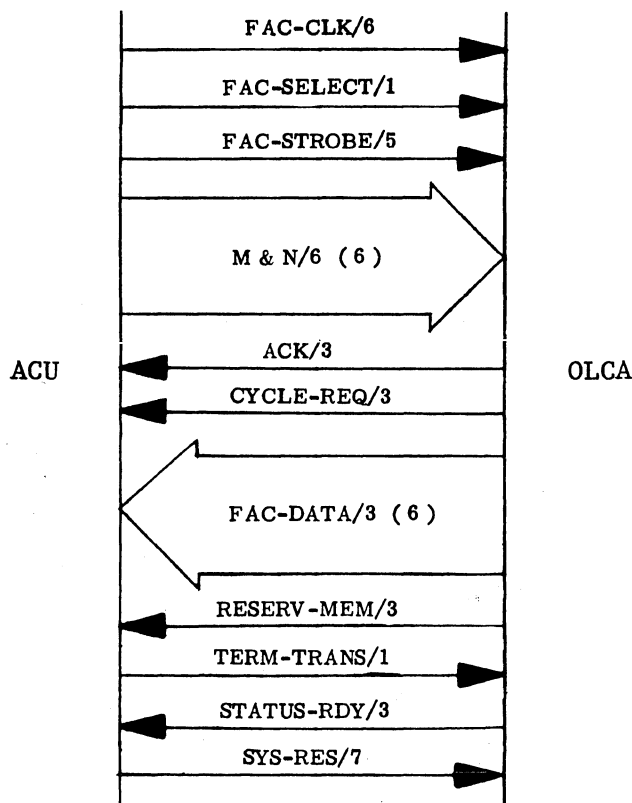 FAC-CLK/6
FAC-SELECT/1
FAC-STROBE/5
M & N/6 (6)
ACK/3
ACU
OLCA
CYCLE-REQ/3
FAC-DATA/3 (6)
RESERV-MEM/3
TERM-TRANS/1
STATUS-RDY/3
SYS-RES/7